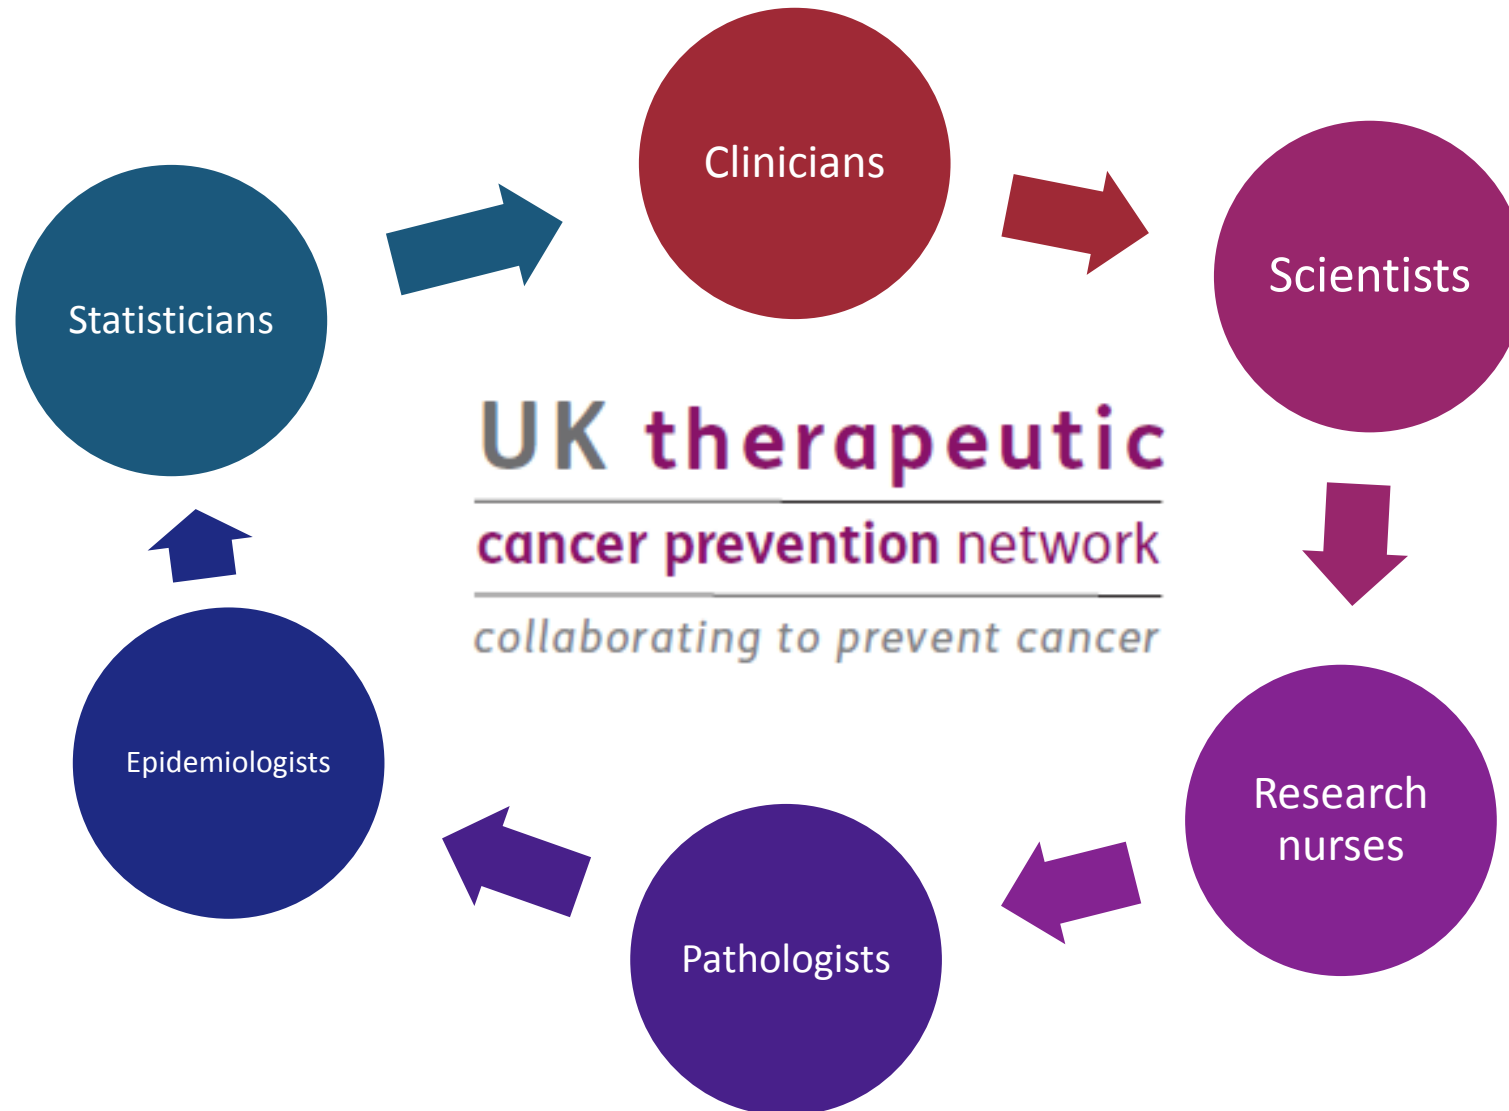 Clinicians
Scientists
Statisticians
UK therapeutic
cancer prevention network
collaborating to prevent cancer
Epidemiologists
Research
nurses
Pathologists